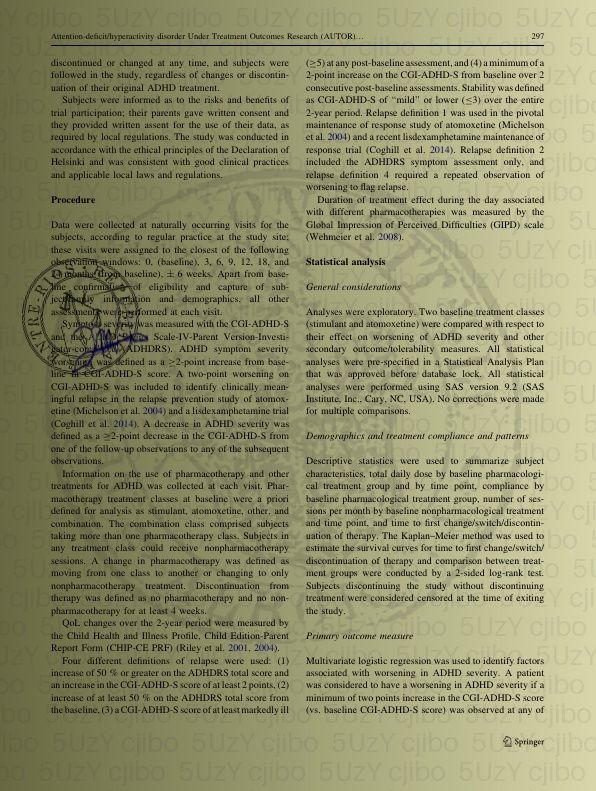 Attention-deficit/hyperactivity disorder Under Treatment Outcomes Research (AUTOR)…
297
discontinued or changed at any time, and subjects were
followed in the study, regardless of changes or discontin-
uation of their original ADHD treatment.
Subjects were informed as to the risks and benefits of
trial participation; their parents gave written consent and
they provided written assent for the use of their data, as
required by local regulations. The study was conducted in
accordance with the ethical principles of the Declaration of
Helsinki and was consistent with good clinical practices
and applicable local laws and regulations.
Procedure
Data were collected at naturally occurring visits for the
subjects, according to regular practice at the study site;
these visits were assigned to the closest of the following
observation windows: 0, (baseline), 3, 6, 9, 12, 18, and
24 months (from baseline), ± 6 weeks. Apart from base-
line confirmation of eligibility and capture of sub-
ject/family information and demographics, all other
assessments were performed at each visit.
Symptom severity was measured with the CGI-ADHD-S
and the Scale-IV-Parent Version-Investi-
(ADHDRS). ADHD symptom severity
worsening was defined as a ≥2-point increase from base-
line in CGI-ADHD-S score. A two-point worsening on
CGI-ADHD-S was included to identify clinically mean-
ingful relapse in the relapse prevention study of atomox-
etine (Michelson et al. 2004) and a lisdexamphetamine trial
(Coghill et al. 2014). A decrease in ADHD severity was
defined as a ≥2-point decrease in the CGI-ADHD-S from
one of the follow-up observations to any of the subsequent
observations.
Information on the use of pharmacotherapy and other
treatments for ADHD was collected at each visit. Phar-
macotherapy treatment classes at baseline were a priori
defined for analysis as stimulant, atomoxetine, other, and
combination. The combination class comprised subjects
taking more than one pharmacotherapy class. Subjects in
any treatment class could receive nonpharmacotherapy
sessions. A change in pharmacotherapy was defined as
moving from one class to another or changing to only
nonpharmacotherapy treatment. Discontinuation from
therapy was defined as no pharmacotherapy and no non-
pharmacotherapy for at least 4 weeks.
QoL changes over the 2-year period were measured by
the Child Health and Illness Profile, Child Edition-Parent
Report Form (CHIP-CE PRF) (Riley et al. 2001, 2004).
Four different definitions of relapse were used: (1)
increase of 50 % or greater on the ADHDRS total score and
an increase in the CGI-ADHD-S score of at least 2 points, (2)
increase of at least 50 % on the ADHDRS total score from
the baseline, (3) a CGI-ADHD-S score of at least markedly ill
(≥5) at any post-baseline assessment, and (4) a minimum of a
2-point increase on the CGI-ADHD-S from baseline over 2
consecutive post-baseline assessments. Stability was defined
as CGI-ADHD-S of “mild” or lower (≤3) over the entire
2-year period. Relapse definition 1 was used in the pivotal
maintenance of response study of atomoxetine (Michelson
et al. 2004) and a recent lisdexamphetamine maintenance of
response trial (Coghill et al. 2014). Relapse definition 2
included the ADHDRS symptom assessment only, and
relapse definition 4 required a repeated observation of
worsening to flag relapse.
Duration of treatment effect during the day associated
with different pharmacotherapies was measured by the
Global Impression of Perceived Difficulties (GIPD) scale
(Wehmeier et al. 2008).
Statistical analysis
General considerations
Analyses were exploratory. Two baseline treatment classes
(stimulant and atomoxetine) were compared with respect to
their effect on worsening of ADHD severity and other
secondary outcome/tolerability measures. All statistical
analyses were pre-specified in a Statistical Analysis Plan
that was approved before database lock. All statistical
analyses were performed using SAS version 9.2 (SAS
Institute, Inc., Cary, NC, USA). No corrections were made
for multiple comparisons.
Demographics and treatment compliance and patterns
Descriptive statistics were used to summarize subject
characteristics, total daily dose by baseline pharmacologi-
cal treatment group and by time point, compliance by
baseline pharmacological treatment group, number of ses-
sions per month by baseline nonpharmacological treatment
and time point, and time to first change/switch/discontin-
uation of therapy. The Kaplan–Meier method was used to
estimate the survival curves for time to first change/switch/
discontinuation of therapy and comparison between treat-
ment groups were conducted by a 2-sided log-rank test.
Subjects discontinuing the study without discontinuing
treatment were considered censored at the time of exiting
the study.
Primary outcome measure
Multivariate logistic regression was used to identify factors
associated with worsening in ADHD severity. A patient
was considered to have a worsening in ADHD severity if a
minimum of two points increase in the CGI-ADHD-S score
(vs. baseline CGI-ADHD-S score) was observed at any of
Springer